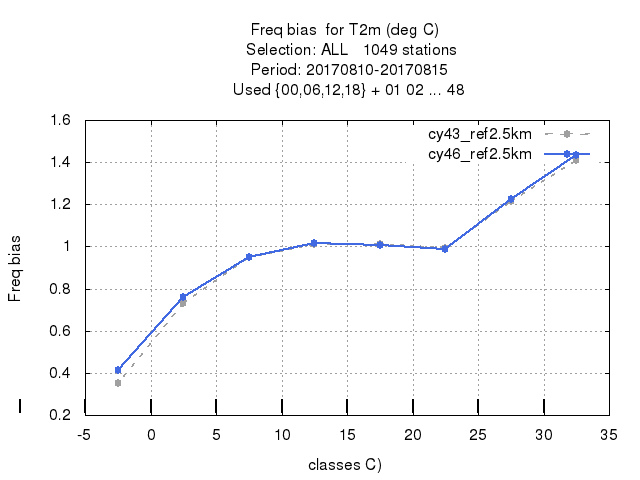 Freq bias  for T2m (deg C)
Selection: ALL   1049 stations
Period: 20170810-20170815
Used {00,06,12,18} + 01 02 ... 48
cy43_ref2.5km
cy46_ref2.5km
1.6
1.4
1.2
1
0.8
0.6
0.4
0.2
Freq bias
-5
0
5
10
15
20
25
30
35
classes C)